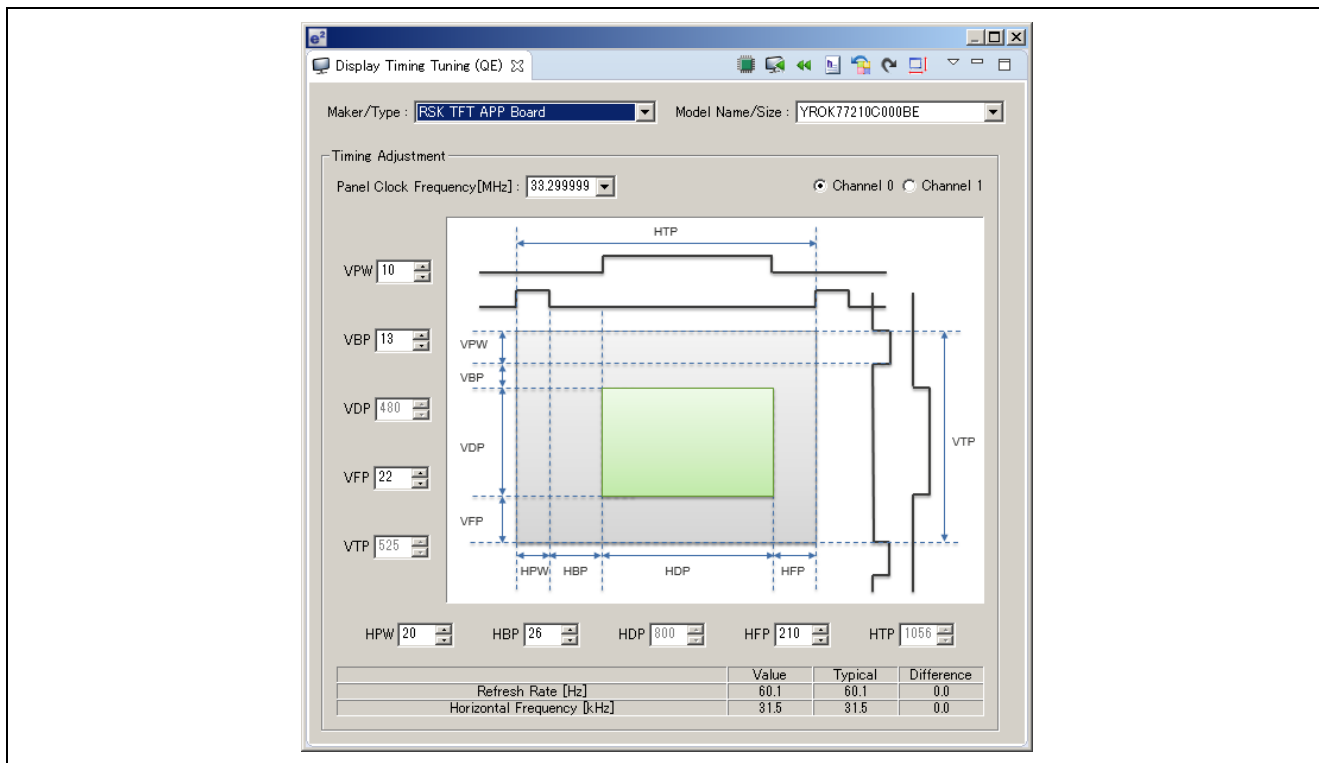 e²
Display Timing Tuning (QE)
Maker/Type : RSK TFT APP Board Model Name/Size : YROK77210C000BE
Timing Adjustment
Panel Clock Frequency[MHz] : 33.299999 Channel 0 Channel 1
HTP
VPW 10
VBP 13
VPW
VBP
VDP 480
VDP
VTP
VFP 22
VFP
VTP 525
HPW HBP HDP HFP
HPW 20 HBP 26 HDP 800 HFP 210 HTP 1056
Value Typical Difference
Refresh Rate [Hz] 60.1 60.1 0.0
Horizontal Frequency [kHz] 31.5 31.5 0.0